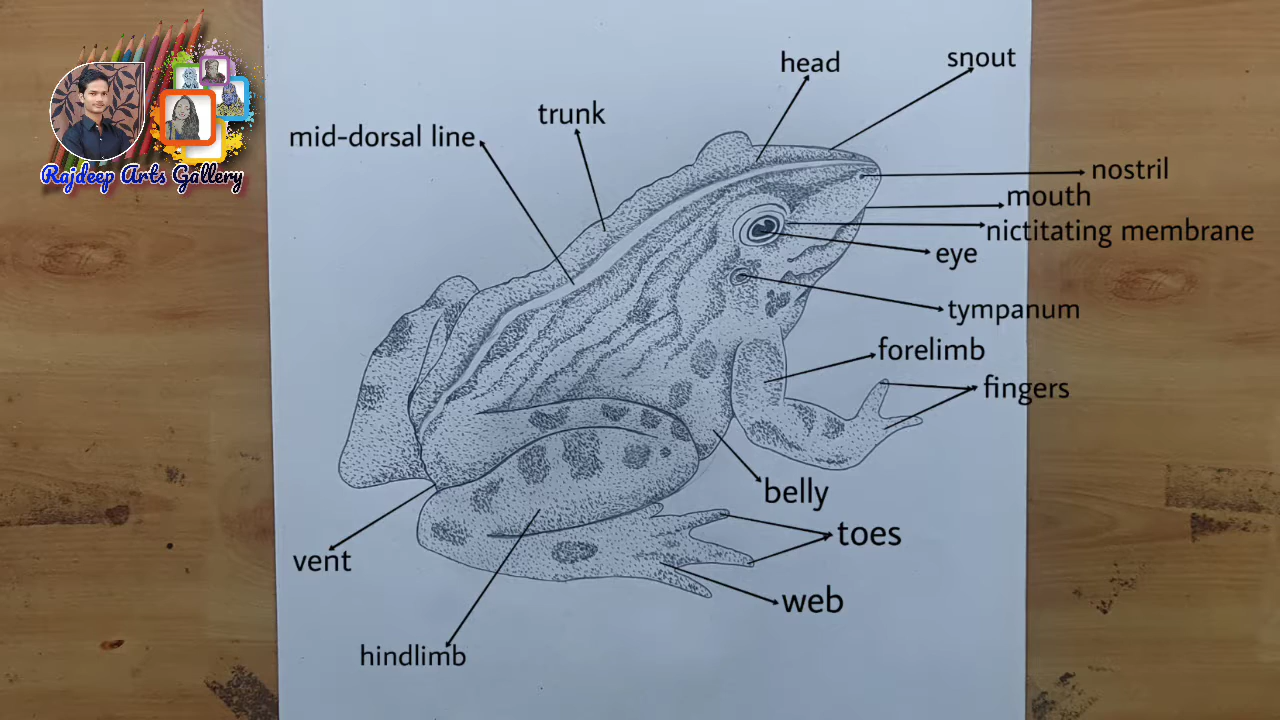 head
snout
trunk
mid-dorsal line
nostril
mouth
nictitating membrane
eye
tympanum
forelimb
fingers
belly
toes
vent
web
hindlimb
Rajdeep Arts Gallery